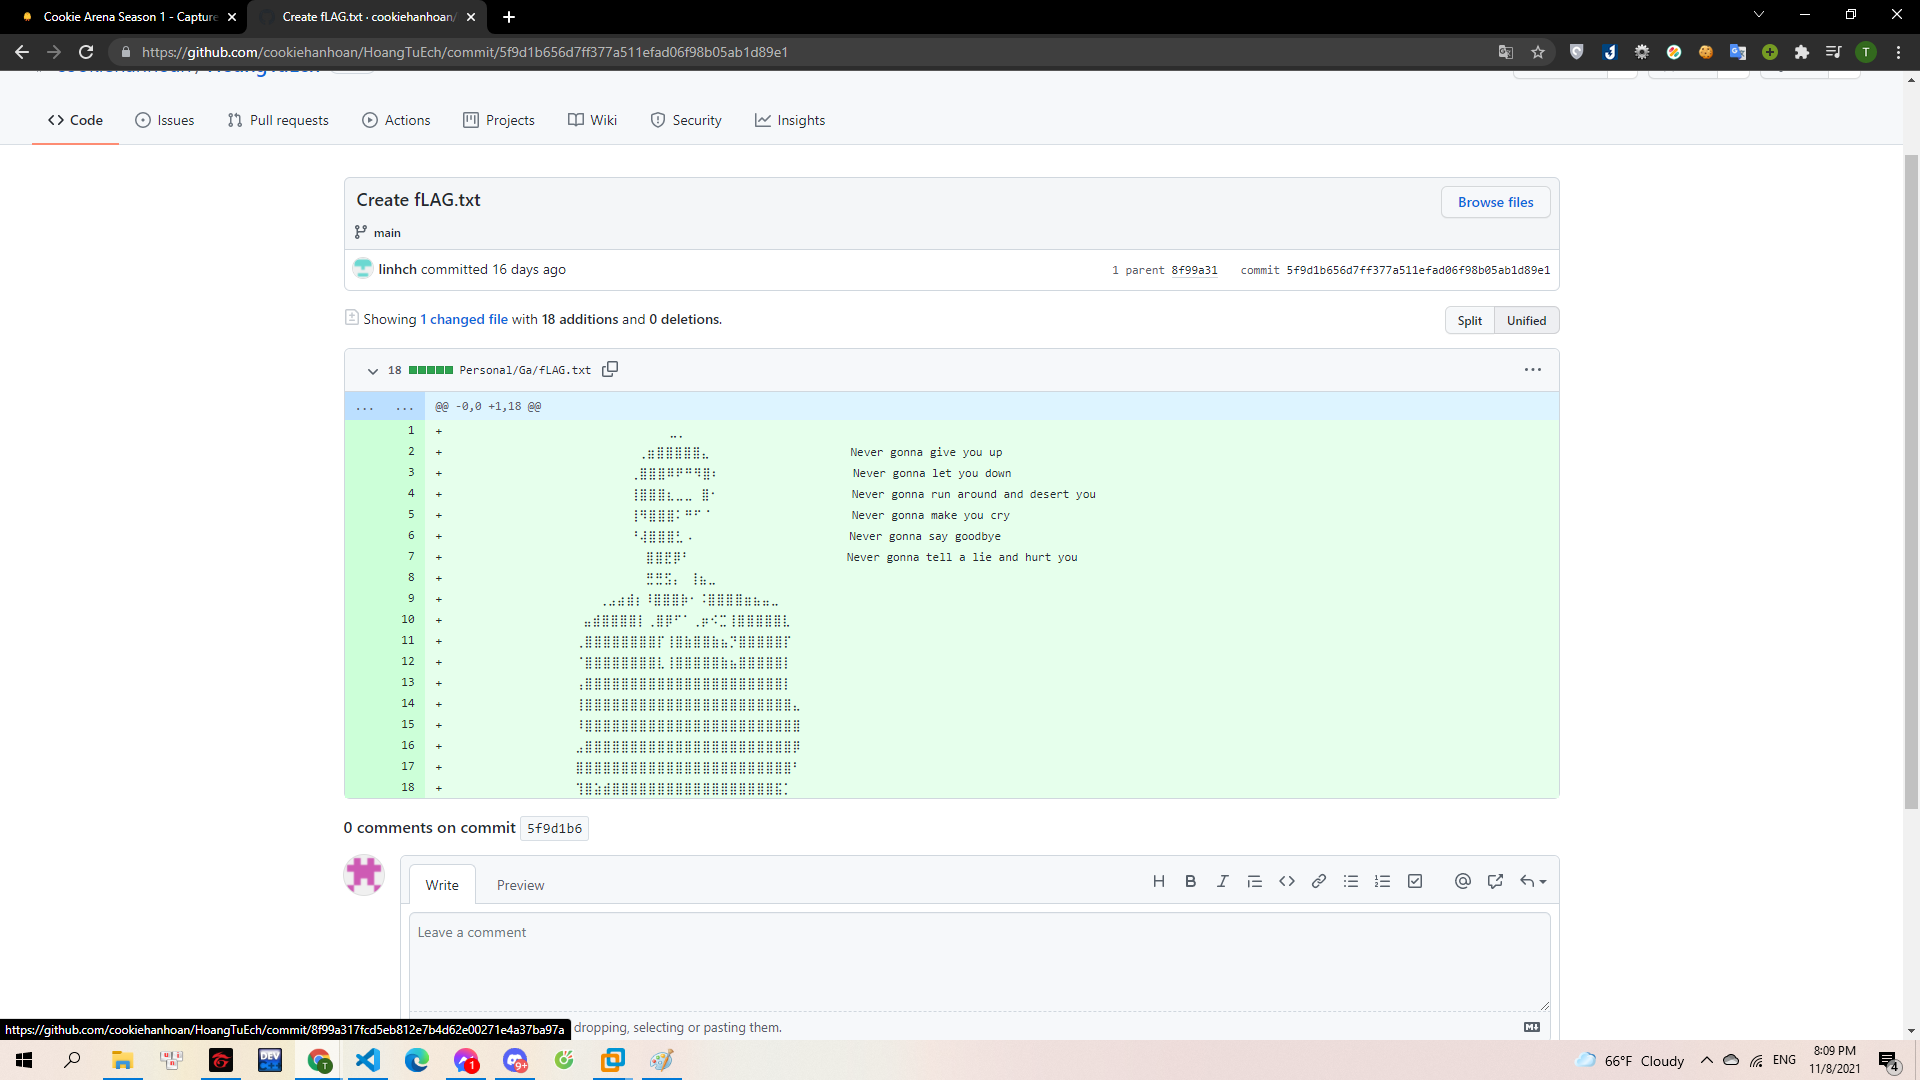 Cookie Arena Season 1 - Capture
Create fLAG.txt · cookiehanhoan/
https://github.com/cookiehanhoan/HoangTuEch/commit/5f9d1b656d7ff377a511efad06f98b05ab1d89e1
T
Code
Issues
Pull requests
Actions
Projects
Wiki
Security
Insights
Create fLAG.txt
Browse files
main
linhch committed 16 days ago
1 parent 8f99a31 commit 5f9d1b656d7ff377a511efad06f98b05ab1d89e1
Showing 1 changed file with 18 additions and 0 deletions.
Split
Unified
18 Personal/Ga/fLAG.txt
... ... @@ -0,0 +1,18 @@
1 +
2 + Never gonna give you up
3 + Never gonna let you down
4 + Never gonna run around and desert you
5 + Never gonna make you cry
6 + Never gonna say goodbye
7 + Never gonna tell a lie and hurt you
8 +
9 +
10 +
11 +
12 +
13 +
14 +
15 +
16 +
17 +
18 +
0 comments on commit 5f9d1b6
Write
Preview
H B I
Leave a comment
dropping, selecting or pasting them.
https://github.com/cookiehanhoan/HoangTuEch/commit/8f99a317fcd5eb812e7b4d62e00271e4a37ba97a
DEV
T
1
9+
66°F Cloudy
ENG
8:09 PM
11/8/2021
4